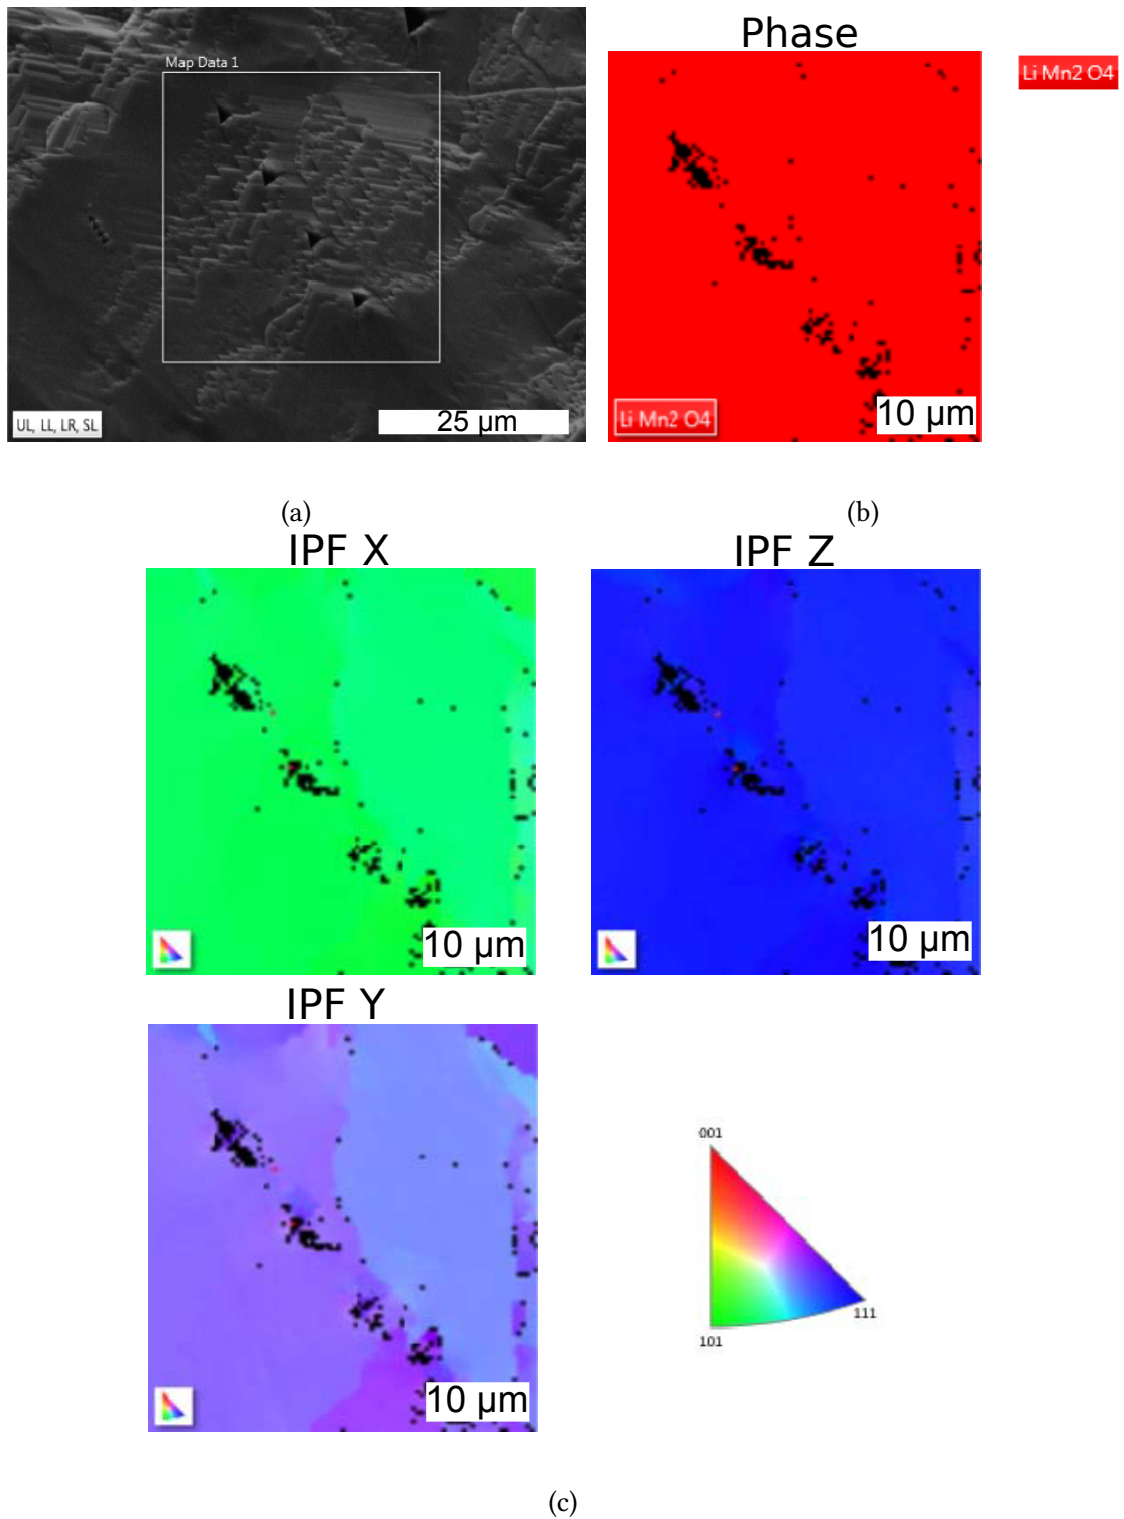 Map Data 1
UL, LL, LR, SL
25 μm
Phase
Li Mn2 O4
Li Mn2 O4
10 μm
(a)
(b)
IPF X
IPF Z
10 μm
10 μm
IPF Y
10 μm
001
111
101
(c)